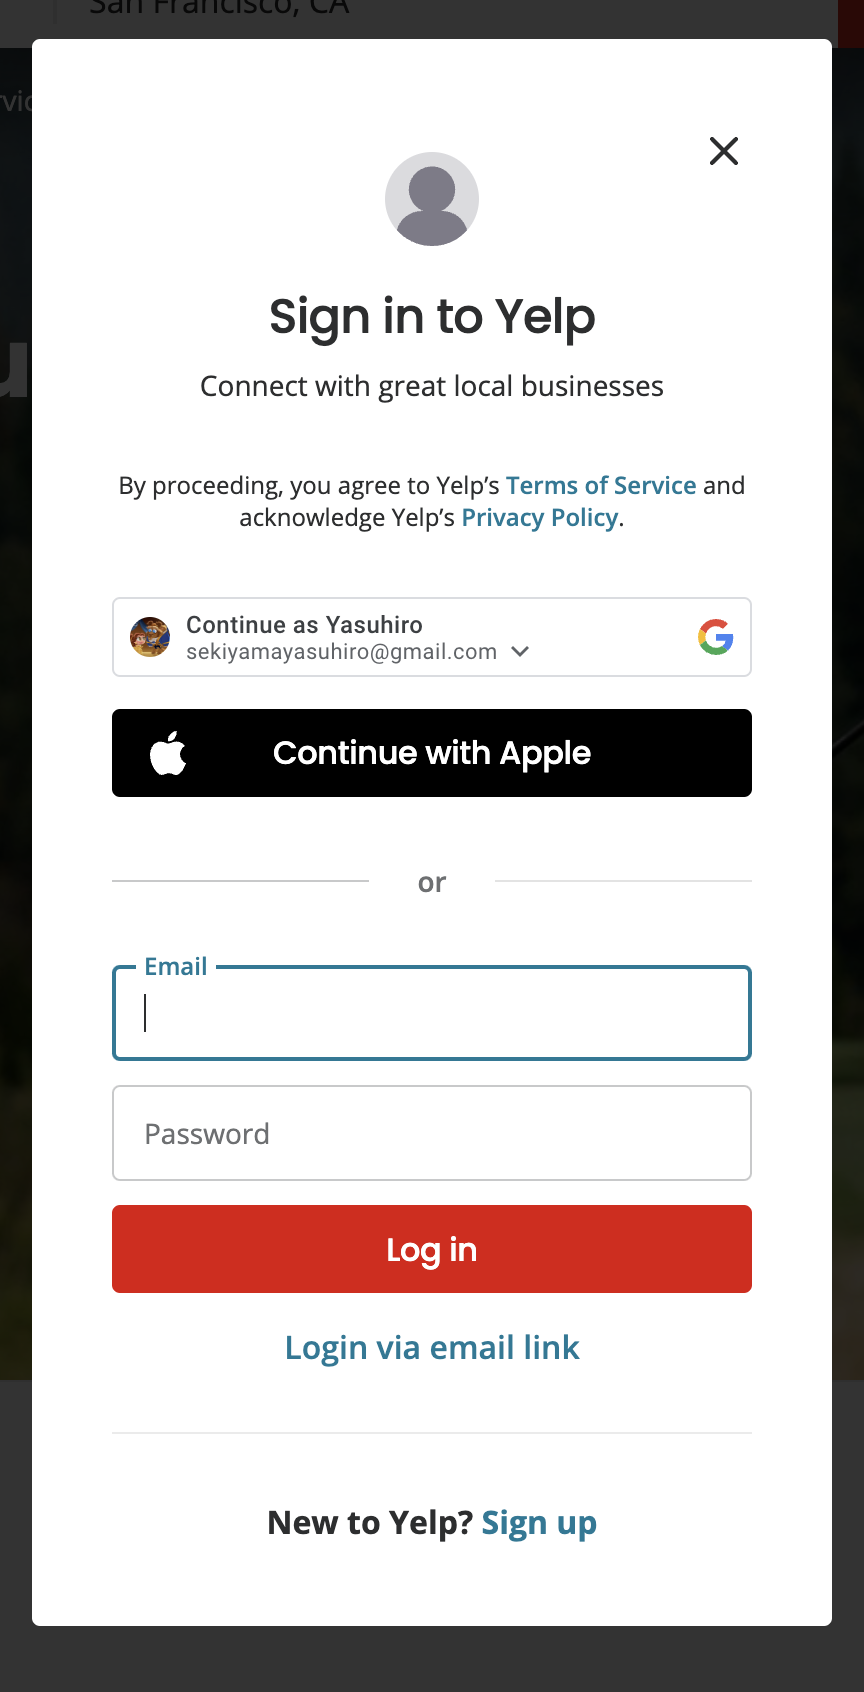 San Francisco, CA
Sign in to Yelp
Connect with great local businesses
By proceeding, you agree to Yelp's Terms of Service and
acknowledge Yelp's Privacy Policy.
Continue as Yasuhiro
sekiyamayasuhiro@gmail.com
Continue with Apple
or
Email
Password
Log in
Login via email link
New to Yelp? Sign up